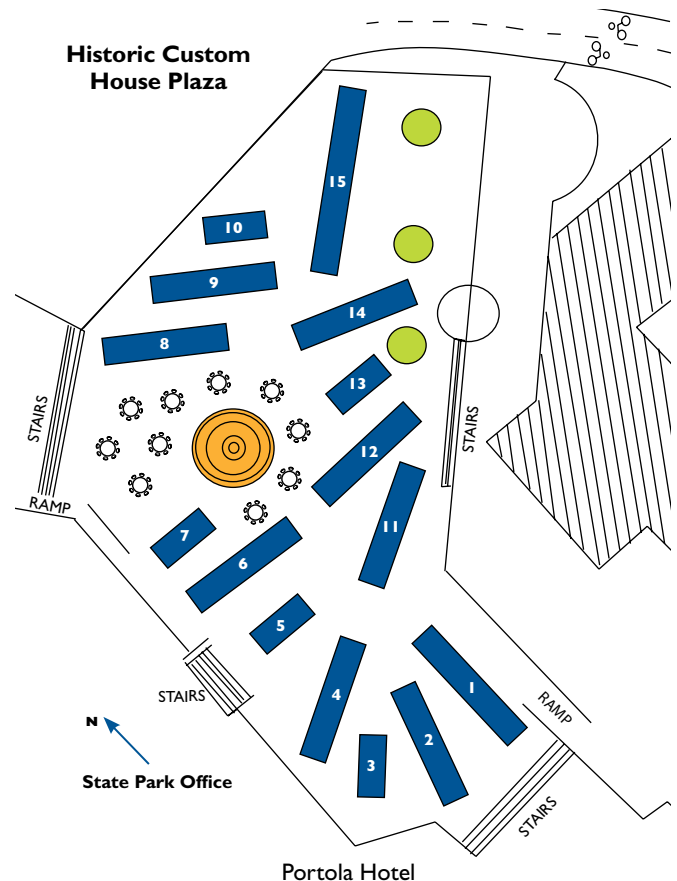 Historic Custom
House Plaza
15
10
9
14
8
13
STAIRS
STAIRS
12
RAMP
11
7
6
5
STAIRS
4
1
RAMP
N
2
3
State Park Office
STAIRS
Portola Hotel